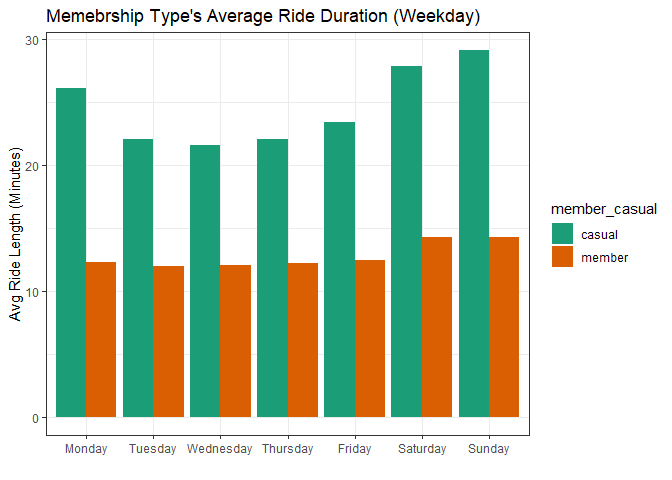 Memebrship Type's Average Ride Duration (Weekday)
Avg Ride Length (Minutes)
30
20
10
0
Monday Tuesday Wednesday Thursday Friday Saturday Sunday
member_casual
casual
member